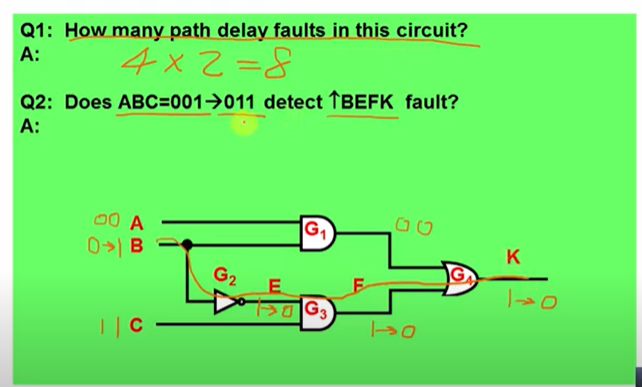 Q1: How many path delay faults in this circuit?
A:
4 × 2 = 8
Q2: Does ABC=001→011 detect ↑BEFK fault?
A:
00 A
G1
00
0→1 B
K
G2
E
F
G4
1→0
G3
1→0
11 C
1→0